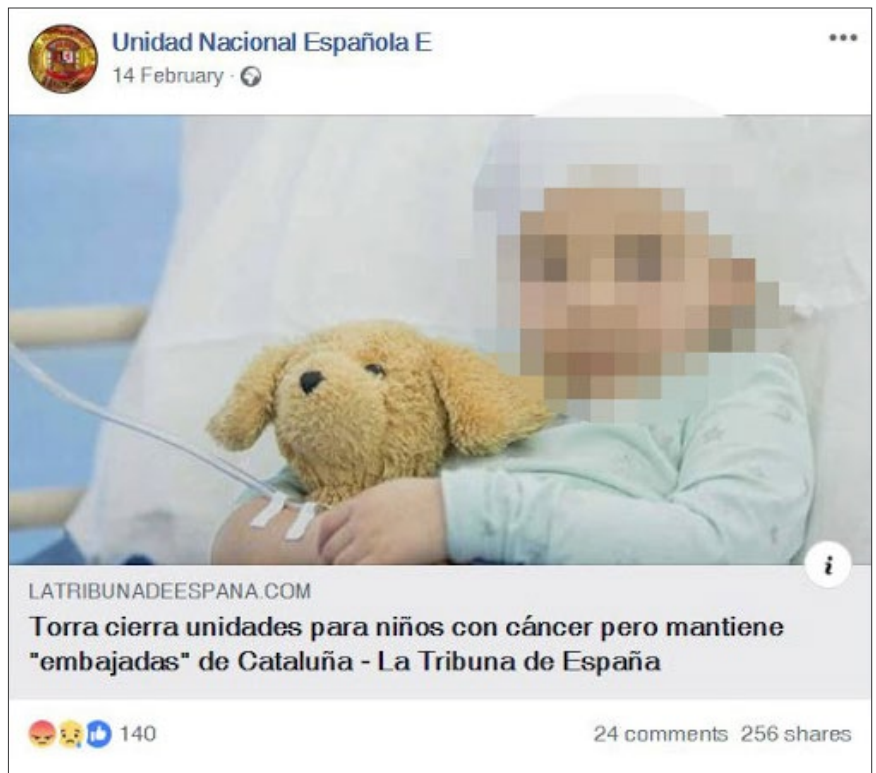 Unidad Nacional Española E
14 February ·
LATRIBUNADEESPANA.COM
Torra cierra unidades para niños con cáncer pero mantiene
"embajadas" de Cataluña - La Tribuna de España
i
140
24 comments 256 shares